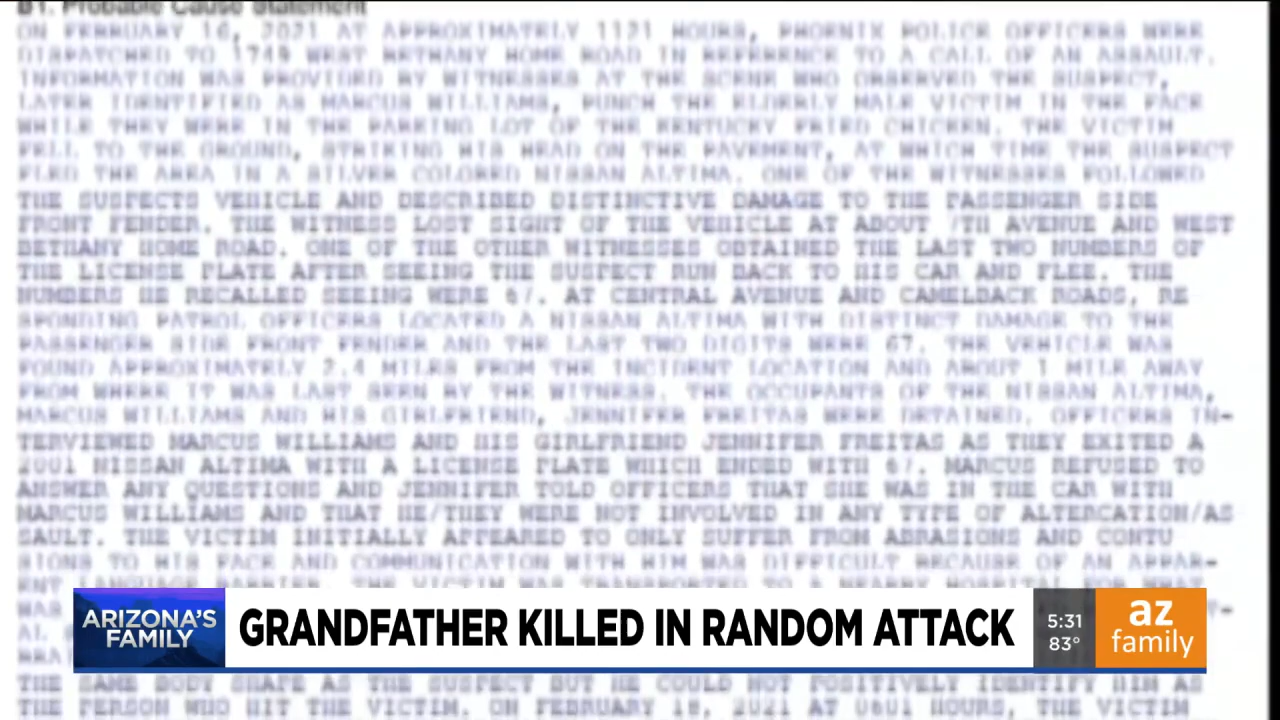 B1. Probable Cause Statement
ON FEBRUARY 16, 2021 AT APPROXIMATELY 1121 HOURS, PHOENIX POLICE OFFICERS WERE
DISPATCHED TO 1749 WEST BETHANY HOME ROAD IN REFERENCE TO A CALL OF AN ASSAULT.
INFORMATION WAS PROVIDED BY WITNESSES AT THE SCENE WHO OBSERVED THE SUSPECT,
LATER IDENTIFIED AS MARCUS WILLIAMS, PUNCH THE ELDERLY MALE VICTIM IN THE FACE
WHILE THEY WERE IN THE PARKING LOT OF THE KENTUCKY FRIED CHICKEN. THE VICTIM
FELL TO THE GROUND, STRIKING HIS HEAD ON THE PAVEMENT, AT WHICH TIME THE SUSPECT
FLED THE AREA IN A SILVER COLORED NISSAN ALTIMA. ONE OF THE WITNESSES FOLLOWED
THE SUSPECTS VEHICLE AND DESCRIBED DISTINCTIVE DAMAGE TO THE PASSENGER SIDE
FRONT FENDER. THE WITNESS LOST SIGHT OF THE VEHICLE AT ABOUT 7TH AVENUE AND WEST
BETHANY HOME ROAD. ONE OF THE OTHER WITNESSES OBTAINED THE LAST TWO NUMBERS OF
THE LICENSE PLATE AFTER SEEING THE SUSPECT RUN BACK TO HIS CAR AND FLEE. THE
NUMBERS HE RECALLED SEEING WERE 67. AT CENTRAL AVENUE AND CAMELBACK ROADS, RE
SPONDING PATROL OFFICERS LOCATED A NISSAN ALTIMA WITH DISTINCT DAMAGE TO THE
PASSENGER SIDE FRONT FENDER AND THE LAST TWO DIGITS WERE 67. THE VEHICLE WAS
FOUND APPROXIMATELY 2.4 MILES FROM THE INCIDENT LOCATION AND ABOUT 1 MILE AWAY
FROM WHERE IT WAS LAST SEEN BY THE WITNESS. THE OCCUPANTS OF THE NISSAN ALTIMA,
MARCUS WILLIAMS AND HIS GIRLFRIEND, JENNIFER FREITAS WERE DETAINED. OFFICERS IN-
TERVIEWED MARCUS WILLIAMS AND HIS GIRLFRIEND JENNIFER FREITAS AS THEY EXITED A
2001 NISSAN ALTIMA WITH A LICENSE PLATE WHICH ENDED WITH 67. MARCUS REFUSED TO
ANSWER ANY QUESTIONS AND JENNIFER TOLD OFFICERS THAT SHE WAS IN THE CAR WITH
MARCUS WILLIAMS AND THAT HE/THEY WERE NOT INVOLVED IN ANY TYPE OF ALTERCATION/AS
SAULT. THE VICTIM INITIALLY APPEARED TO ONLY SUFFER FROM ABRASIONS AND CONTU
SIONS TO HIS FACE AND COMMUNICATION WITH HIM WAS DIFFICULT BECAUSE OF AN APPAR-
ENT LANGUAGE BARRIER. THE VICTIM WAS TRANSPORTED TO A NEARBY HOSPITAL FOR WHAT
WAS
ARIZONA'S
FAMILY
GRANDFATHER KILLED IN RANDOM ATTACK
5:31
83°
az
family
THE SAME BODY SHAPE AS THE SUSPECT BUT HE COULD NOT POSITIVELY IDENTIFY HIM AS
THE PERSON WHO HIT THE VICTIM. ON FEBRUARY 18, 2021 AT 0601 HOURS, THE VICTIM